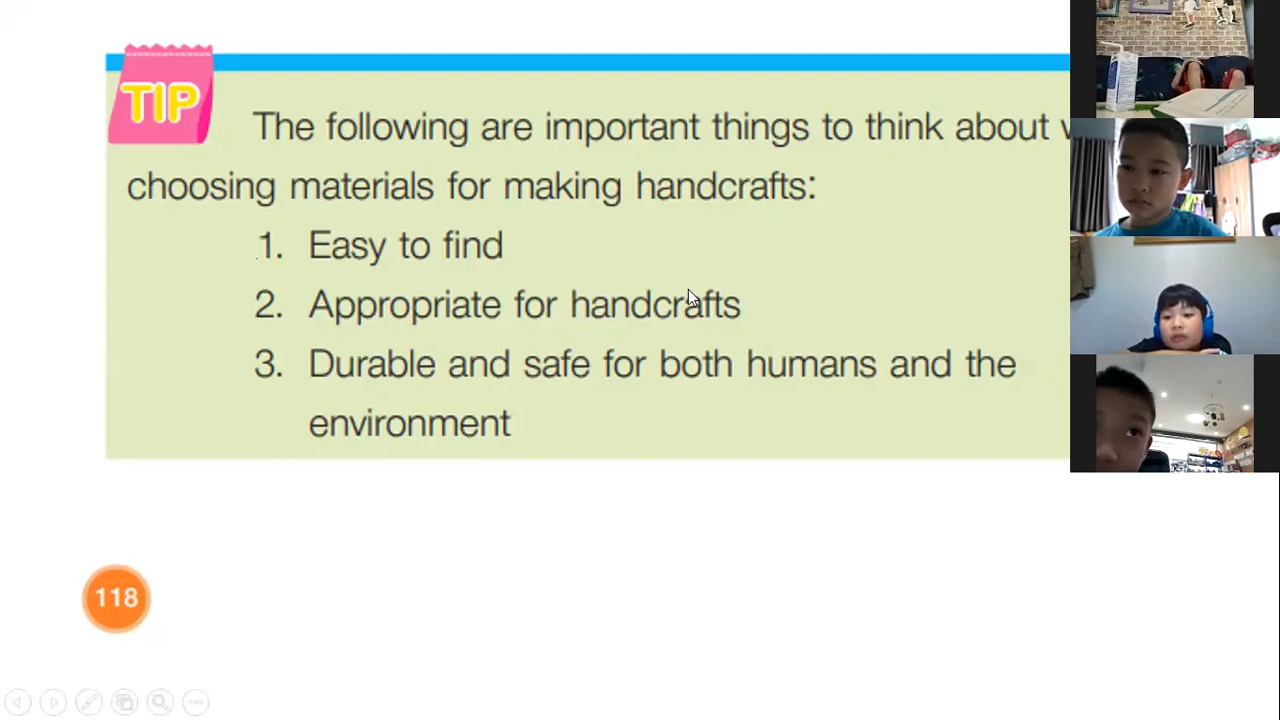 TIP
The following are important things to think about
choosing materials for making handcrafts:
1. Easy to find
2. Appropriate for handcrafts
3. Durable and safe for both humans and the
environment
118